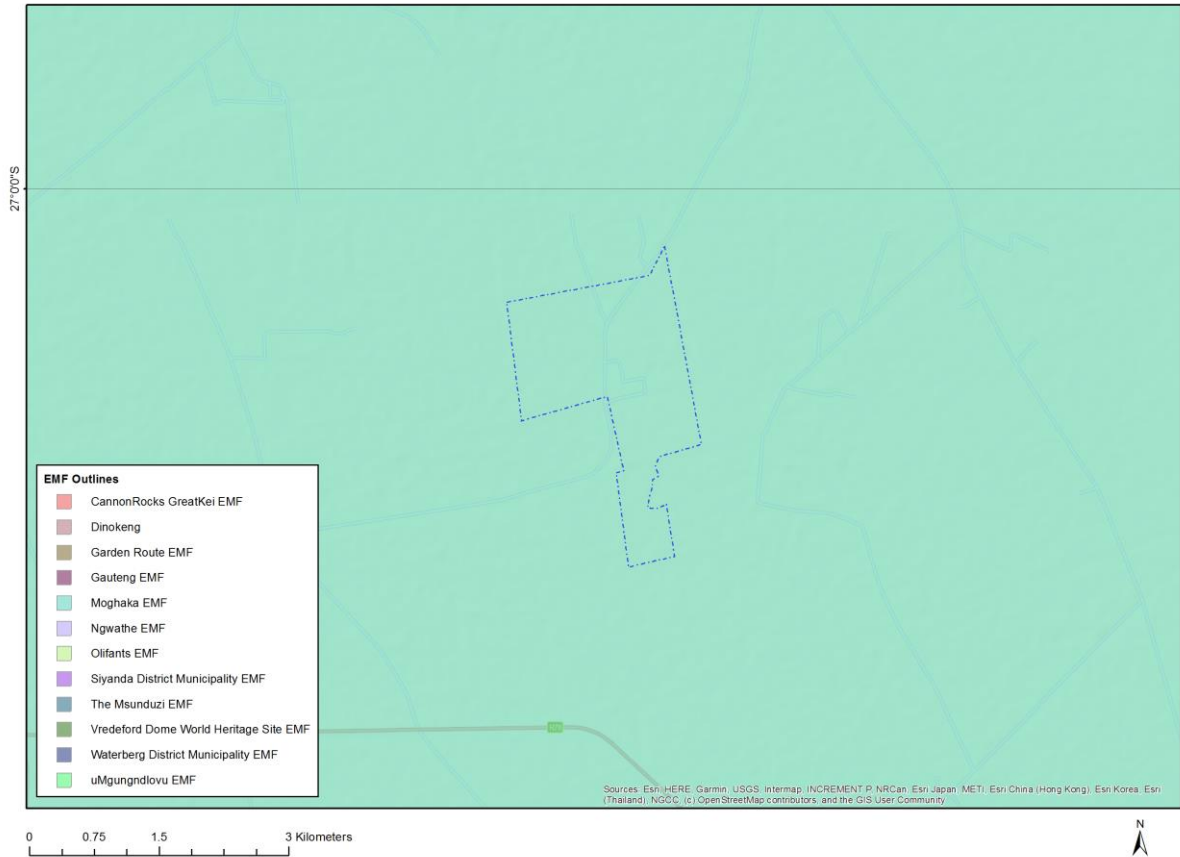 27°0'0"S
EMF Outlines
CannonRocks GreatKei EMF
Dinokeng
Garden Route EMF
Gauteng EMF
Moghaka EMF
Ngwathe EMF
Olifants EMF
Siyanda District Municipality EMF
The Msunduzi EMF
Vredeford Dome World Heritage Site EMF
Waterberg District Municipality EMF
uMgungndlovu EMF
Sources: Esri, HERE, Garmin, USGS, Intermap, INCREMENT P, NRCan, Esri Japan, METI, Esri China (Hong Kong), Esri Korea, Esri
(Thailand), NGCC, (c) OpenStreetMap contributors, and the GIS User Community
0 0.75 1.5 3 Kilometers
N